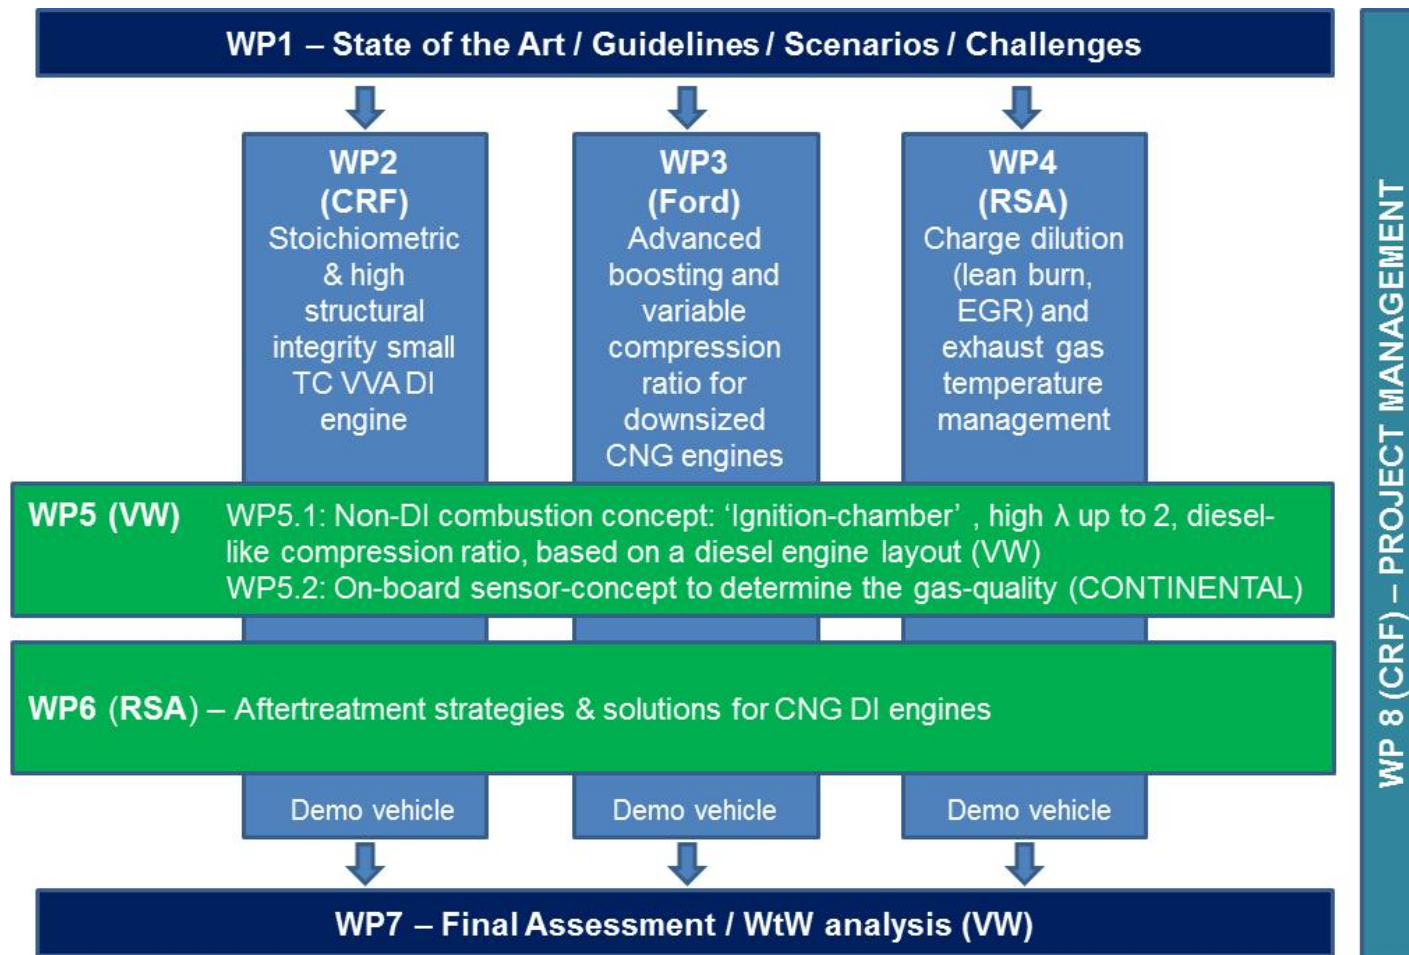 WP1 – State of the Art / Guidelines / Scenarios / Challenges
WP2
(CRF)
Stoichiometric
& high
structural
integrity small
TC VVA DI
engine
WP3
(Ford)
Advanced
boosting and
variable
compression
ratio for
downsized
CNG engines
WP4
(RSA)
Charge dilution
(lean burn,
EGR) and
exhaust gas
temperature
management
WP5 (VW)
WP5.1: Non-DI combustion concept: ‘Ignition-chamber’ , high λ up to 2, diesel-
like compression ratio, based on a diesel engine layout (VW)
WP5.2: On-board sensor-concept to determine the gas-quality (CONTINENTAL)
WP6 (RSA) – Aftertreatment strategies & solutions for CNG DI engines
Demo vehicle
Demo vehicle
Demo vehicle
WP7 – Final Assessment / WtW analysis (VW)
WP 8 (CRF) – PROJECT MANAGEMENT